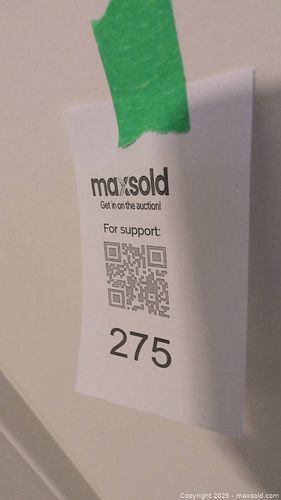 maxsold
Get in on the auction!
For support:
275
Copyright 2025 - maxsold.com